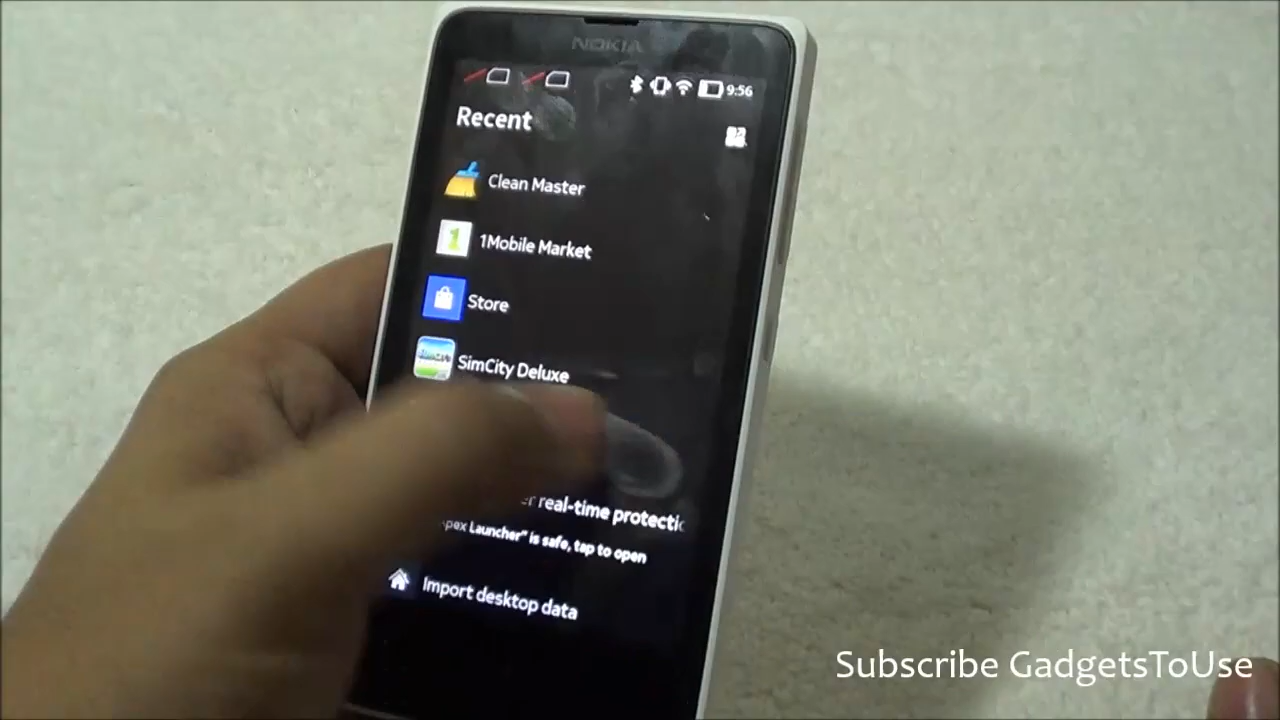 NOKIA
9:56
Recent
Clean Master
1Mobile Market
Store
SimCity Deluxe
real-time
Launcher" is safe, tap to open
Import desktop data
Subscribe GadgetsToUse